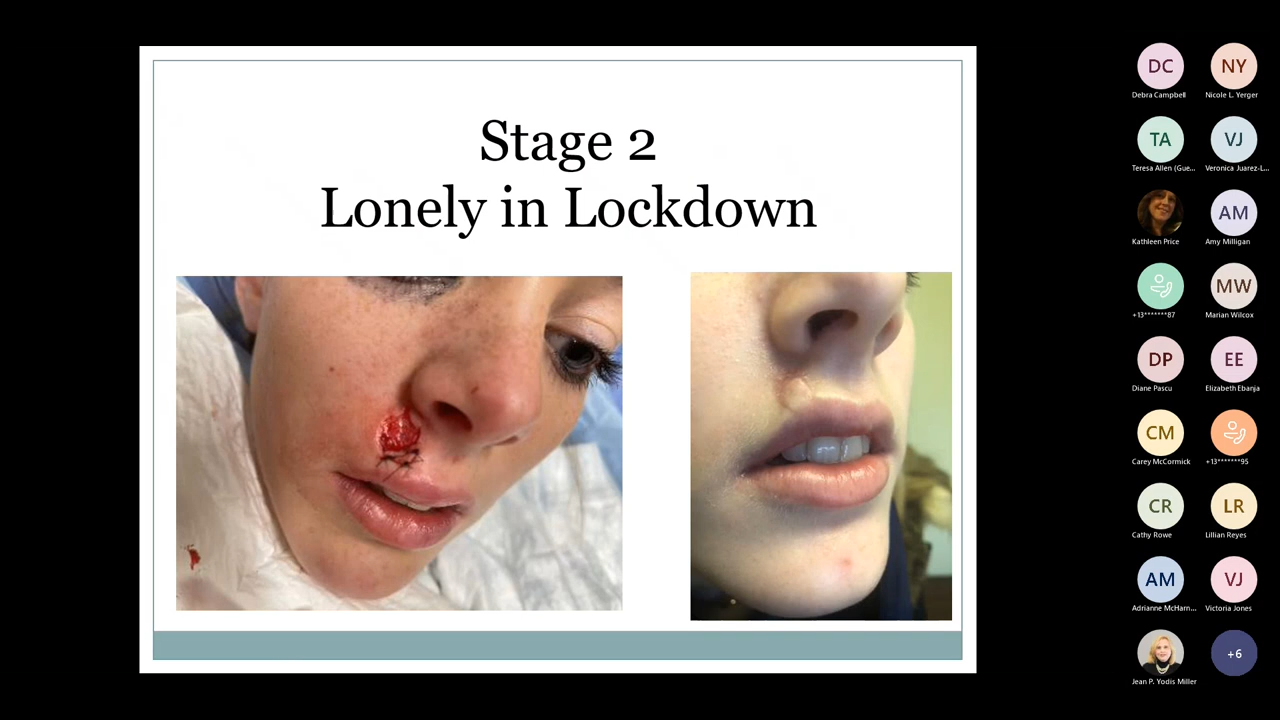 Stage 2
Lonely in Lockdown
DC
NY
Debra Campbell
Nicole L. Yerger
TA
VJ
Teresa Allen (Gue...
Veronica Juarez-L...
AM
Kathleen Price
Amy Milligan
MW
+13*******87
Marian Wilcox
DP
EE
Diane Pascu
Elizabeth Ebanja
CM
Carey McCormick
+13*******95
CR
LR
Cathy Rowe
Lillian Reyes
AM
VJ
Adrianne McHarn...
Victoria Jones
+6
Jean P. Yodis Miller